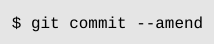 $ git commit --amend